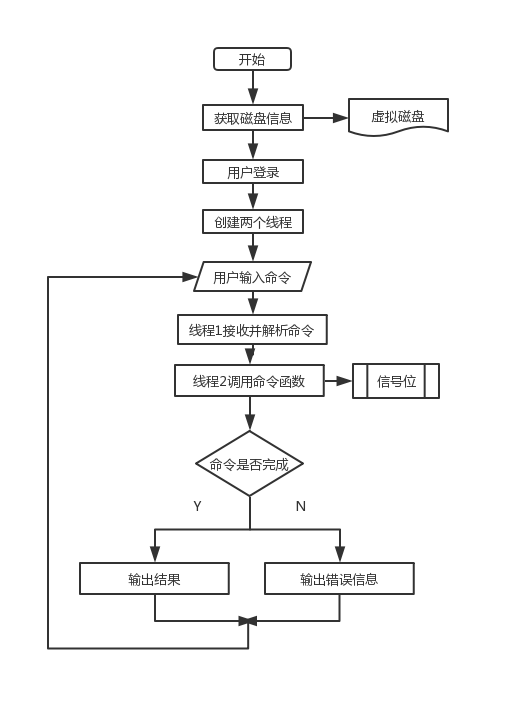 开始
获取磁盘信息
虚拟磁盘
用户登录
创建两个线程
用户输入命令
线程1接收并解析命令
线程2调用命令函数
信号位
命令是否完成
Y
N
输出结果
输出错误信息